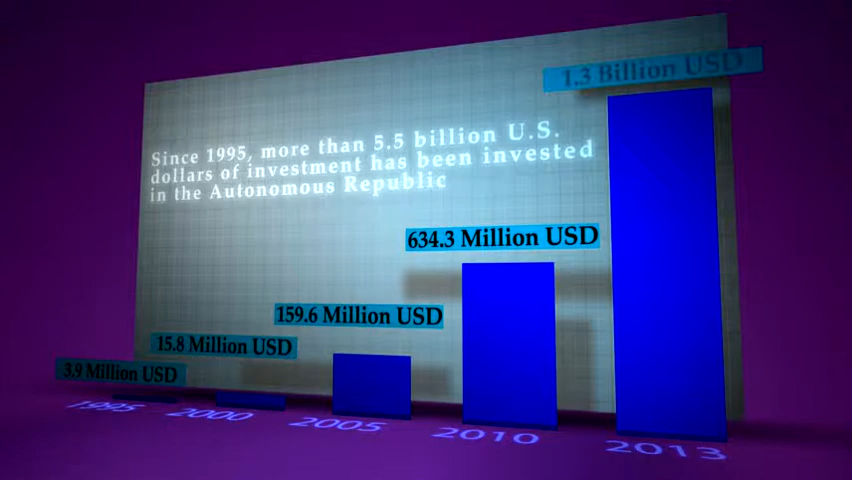 1.3 Billion USD
Since 1995, more than 5.5 billion U.S.
dollars of investment has been invested
in the Autonomous Republic
634.3 Million USD
159.6 Million USD
15.8 Million USD
3.9 Million USD
1995 2000 2005 2010 2013